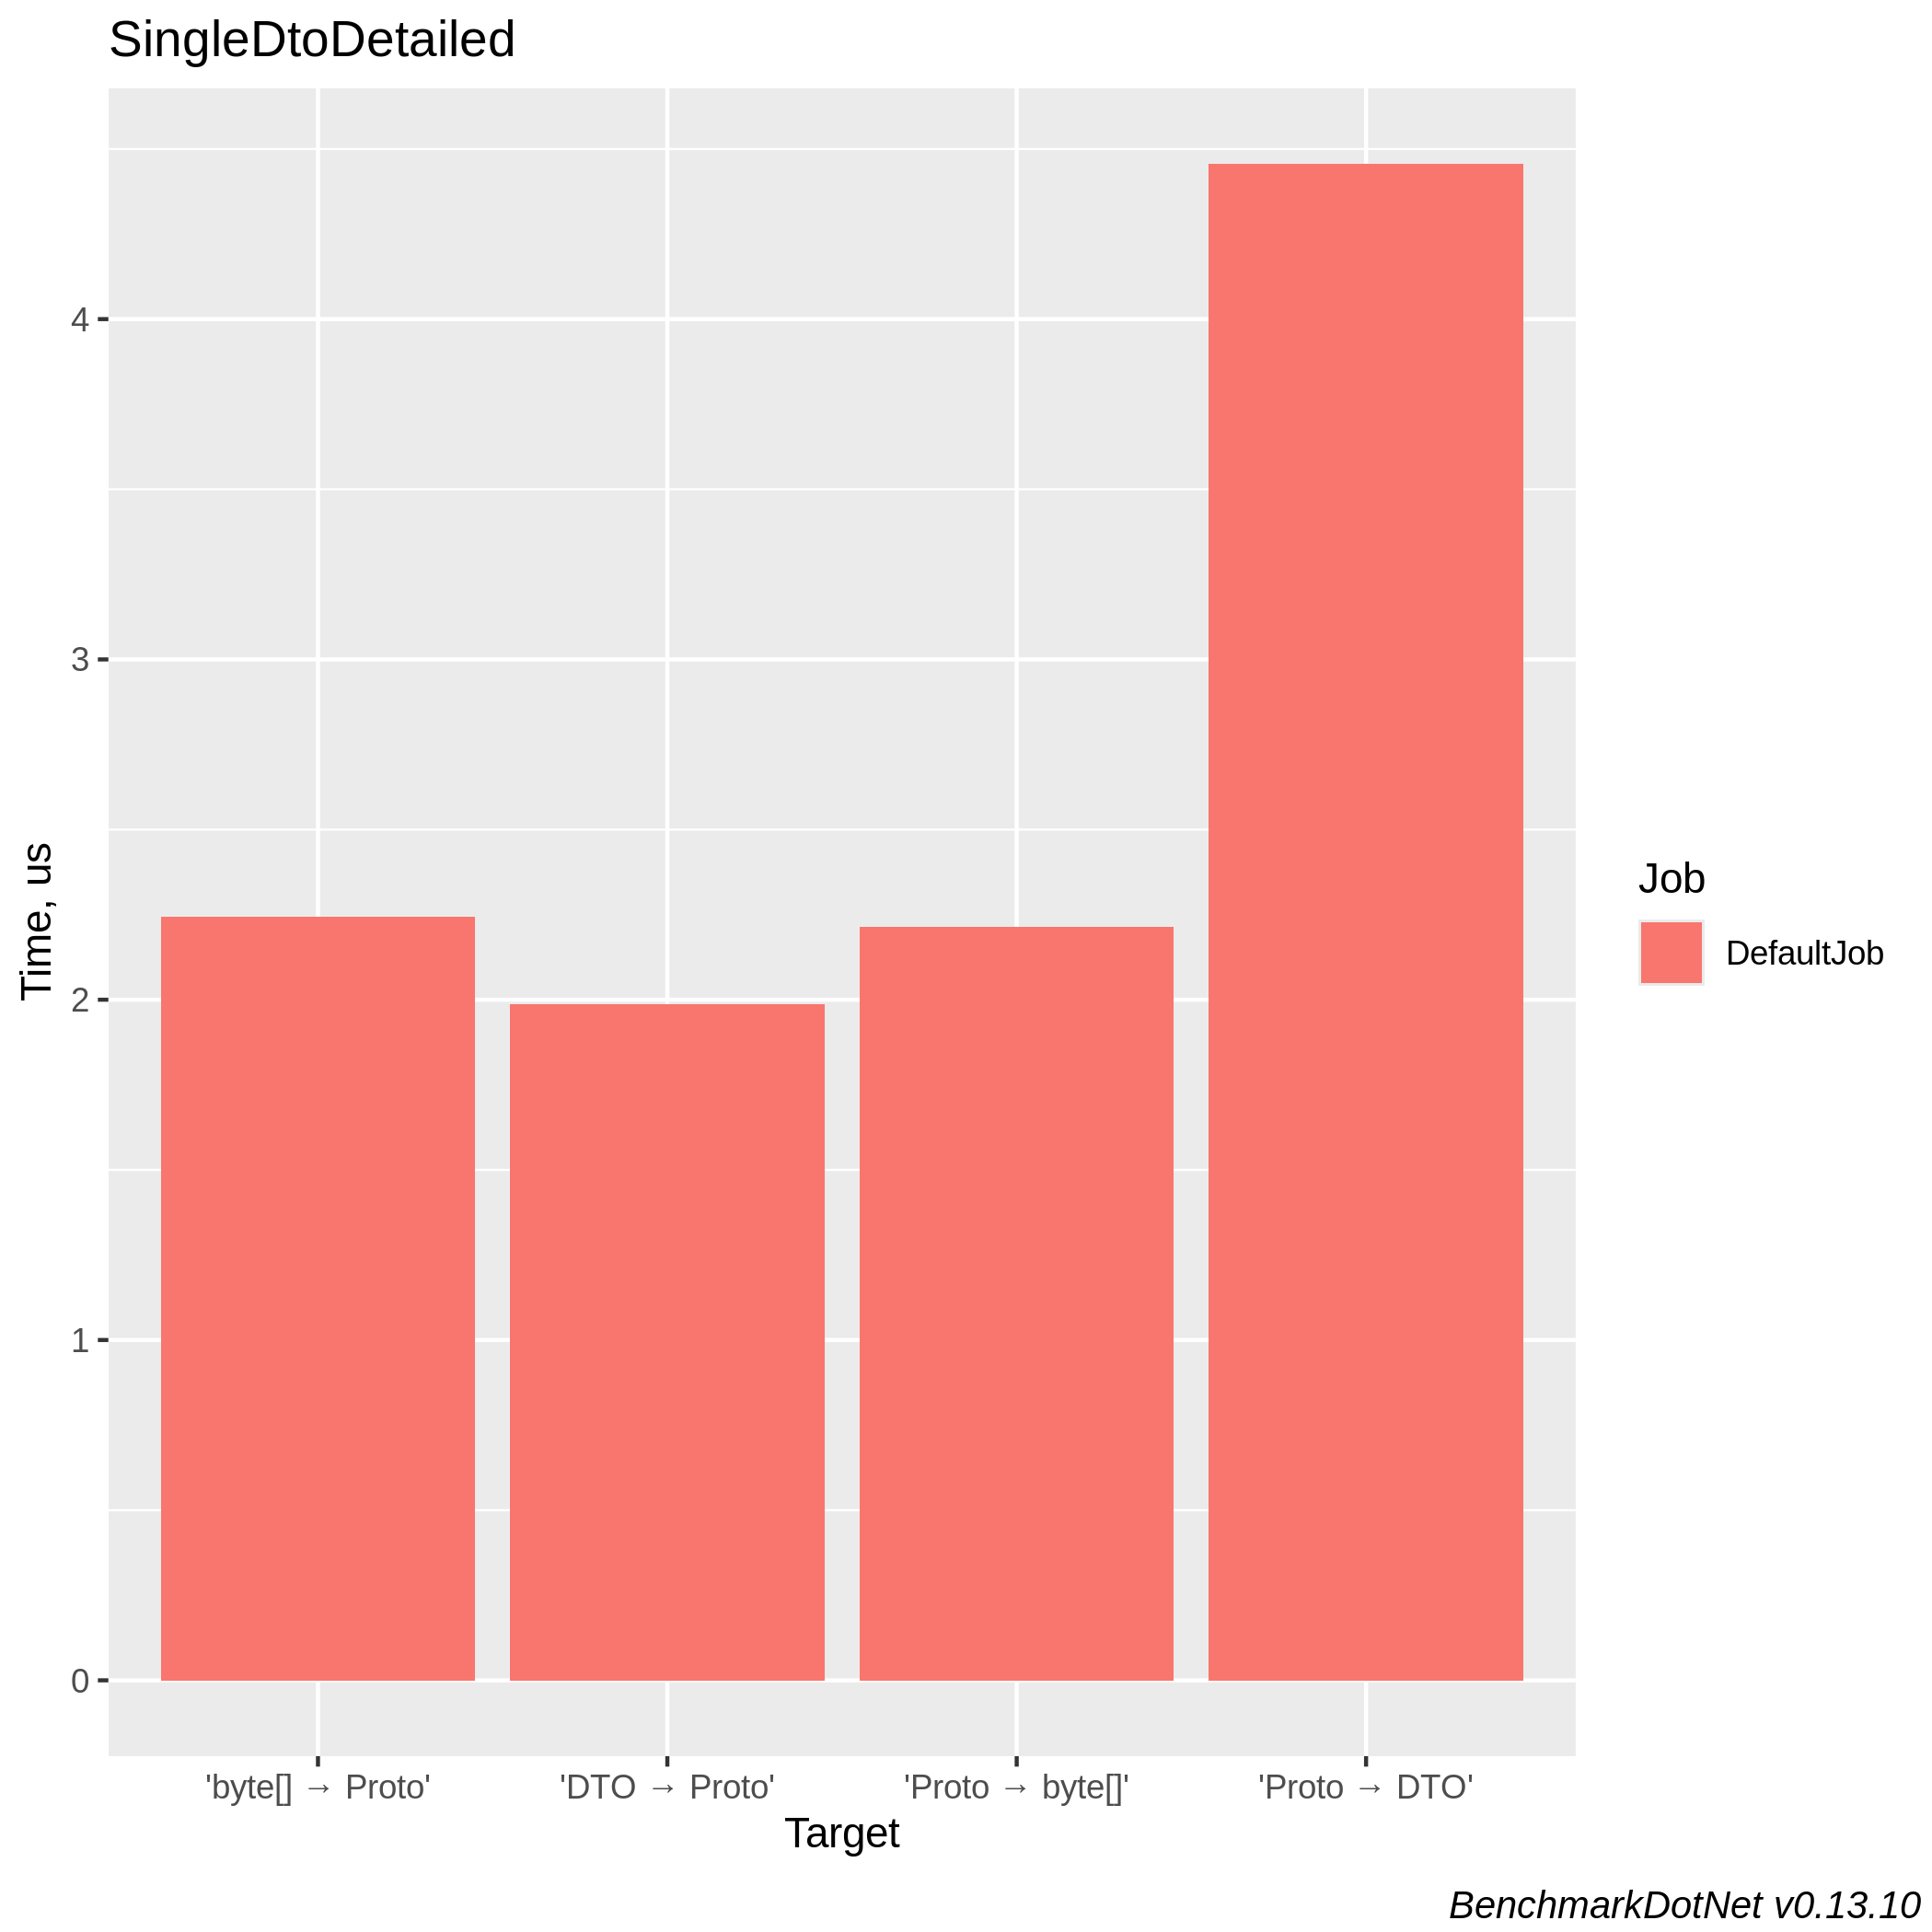 SingleDtoDetailed
Time, us
4
3
2
1
0
'byte[] → Proto'
'DTO → Proto'
'Proto → byte[]'
'Proto → DTO'
Target
Job
DefaultJob
BenchmarkDotNet v0.13.10